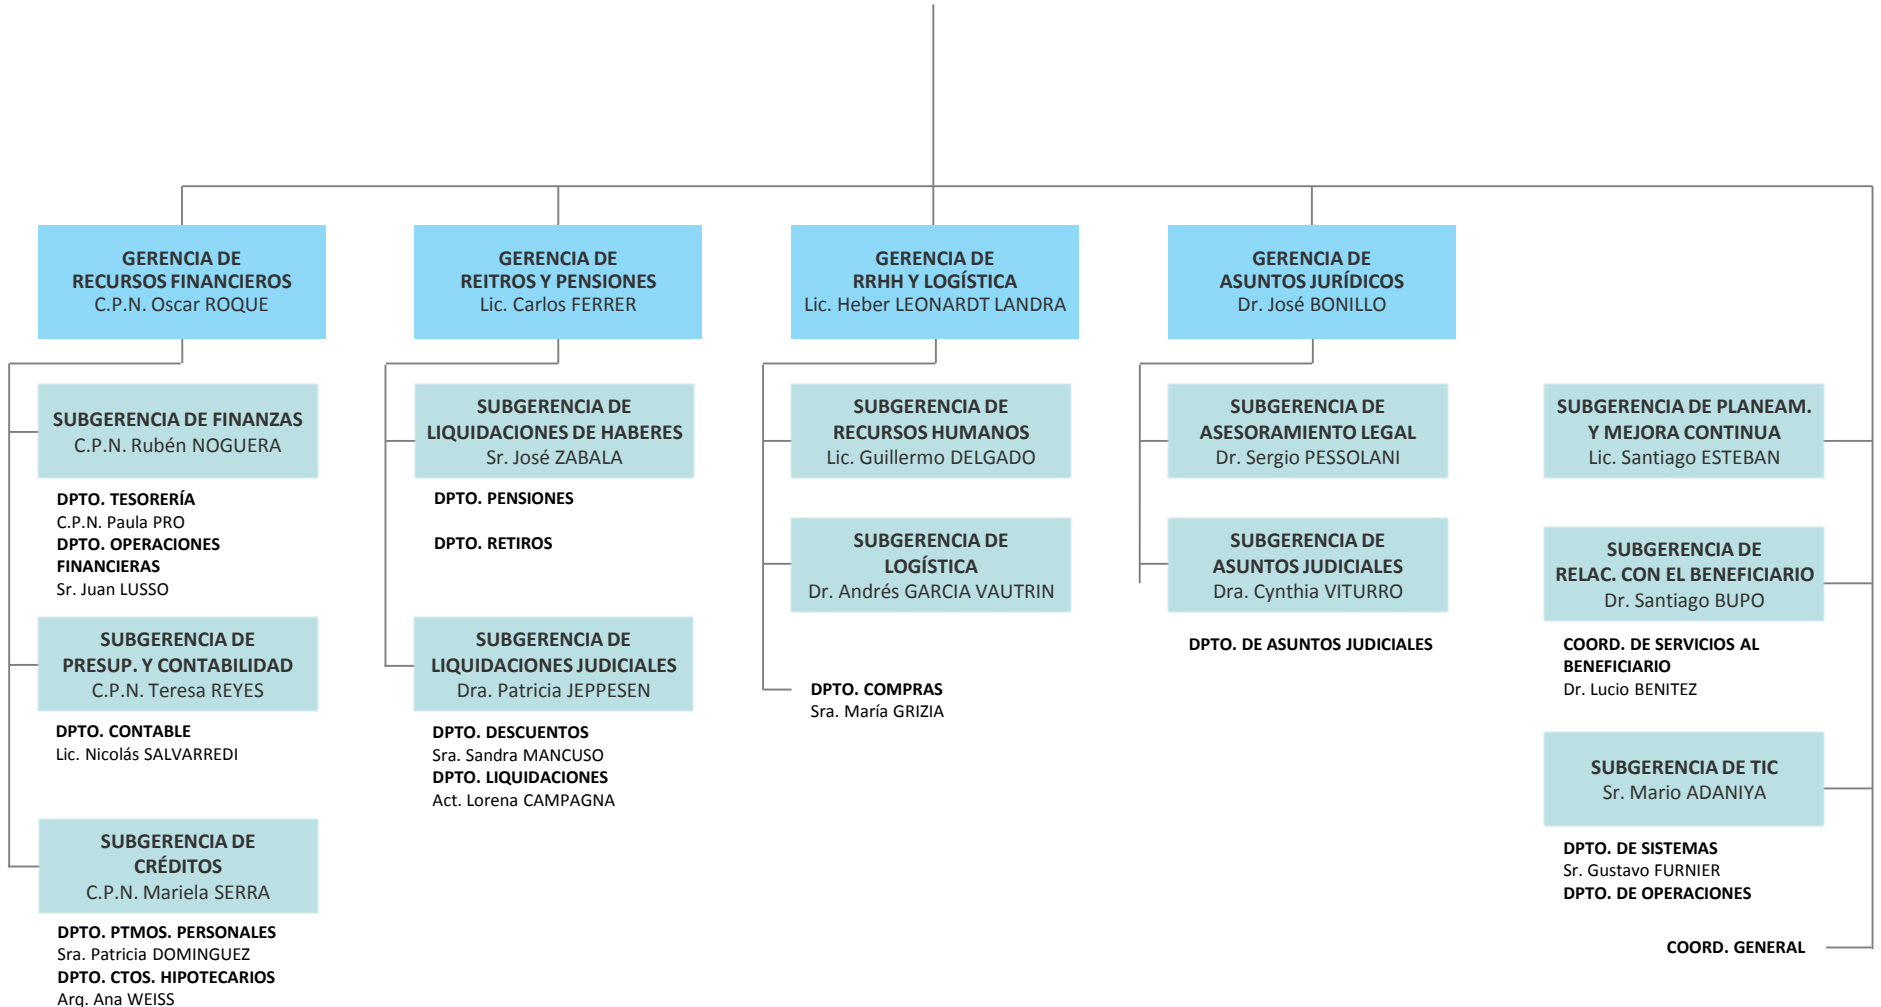 GERENCIA DE
RECURSOS FINANCIEROS
C.P.N. Oscar ROQUE
SUBGERENCIA DE FINANZAS
C.P.N. Rubén NOGUERA
DPTO. TESORERÍA
C.P.N. Paula PRO
DPTO. OPERACIONES
FINANCIERAS
Sr. Juan LUSSO
SUBGERENCIA DE
PRESUP. Y CONTABILIDAD
C.P.N. Teresa REYES
DPTO. CONTABLE
Lic. Nicolás SALVARREDI
SUBGERENCIA DE
CRÉDITOS
C.P.N. Mariela SERRA
DPTO. PTMOS. PERSONALES
Sra. Patricia DOMINGUEZ
DPTO. CTOS. HIPOTECARIOS
Arq. Ana WEISS
GERENCIA DE
REITROS Y PENSIONES
Lic. Carlos FERRER
SUBGERENCIA DE
LIQUIDACIONES DE HABERES
Sr. José ZABALA
DPTO. PENSIONES
DPTO. RETIROS
SUBGERENCIA DE
LIQUIDACIONES JUDICIALES
Dra. Patricia JEPPESEN
DPTO. DESCUENTOS
Sra. Sandra MANCUSO
DPTO. LIQUIDACIONES
Act. Lorena CAMPAGNA
GERENCIA DE
RRHH Y LOGÍSTICA
Lic. Heber LEONARDT LANDRA
SUBGERENCIA DE
RECURSOS HUMANOS
Lic. Guillermo DELGADO
SUBGERENCIA DE
LOGÍSTICA
Dr. Andrés GARCIA VAUTRIN
DPTO. COMPRAS
Sra. María GRIZIA
GERENCIA DE
ASUNTOS JURÍDICOS
Dr. José BONILLO
SUBGERENCIA DE
ASESORAMIENTO LEGAL
Dr. Sergio PESSOLANI
SUBGERENCIA DE
ASUNTOS JUDICIALES
Dra. Cynthia VITURRO
DPTO. DE ASUNTOS JUDICIALES
SUBGERENCIA DE PLANEAM.
Y MEJORA CONTINUA
Lic. Santiago ESTEBAN
SUBGERENCIA DE
RELAC. CON EL BENEFICIARIO
Dr. Santiago BUPO
COORD. DE SERVICIOS AL
BENEFICIARIO
Dr. Lucio BENITEZ
SUBGERENCIA DE TIC
Sr. Mario ADANIYA
DPTO. DE SISTEMAS
Sr. Gustavo FURNIER
DPTO. DE OPERACIONES
COORD. GENERAL